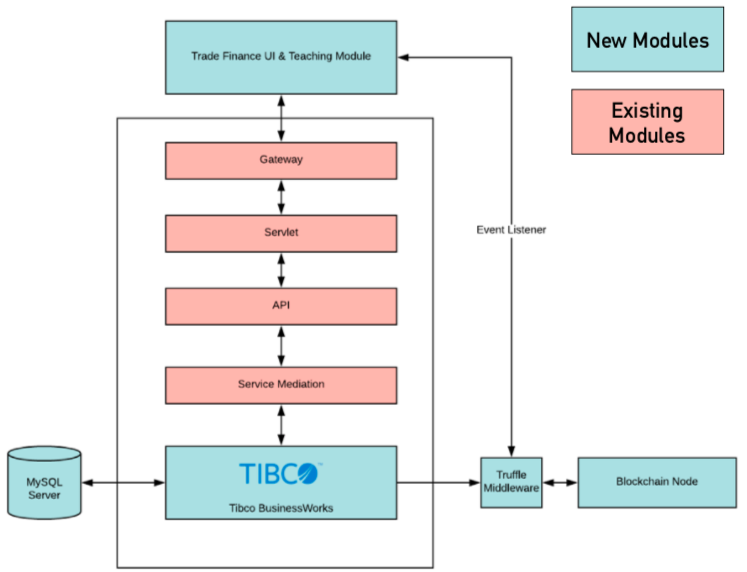 New Modules
Trade Finance UI & Teaching Module
Existing
Modules
Gateway
Servlet
Event Listener
API
Service Mediation
TIBCO™
MySQL
Server
Tibco BusinessWorks
Truffle
Middleware
Blockchain Node